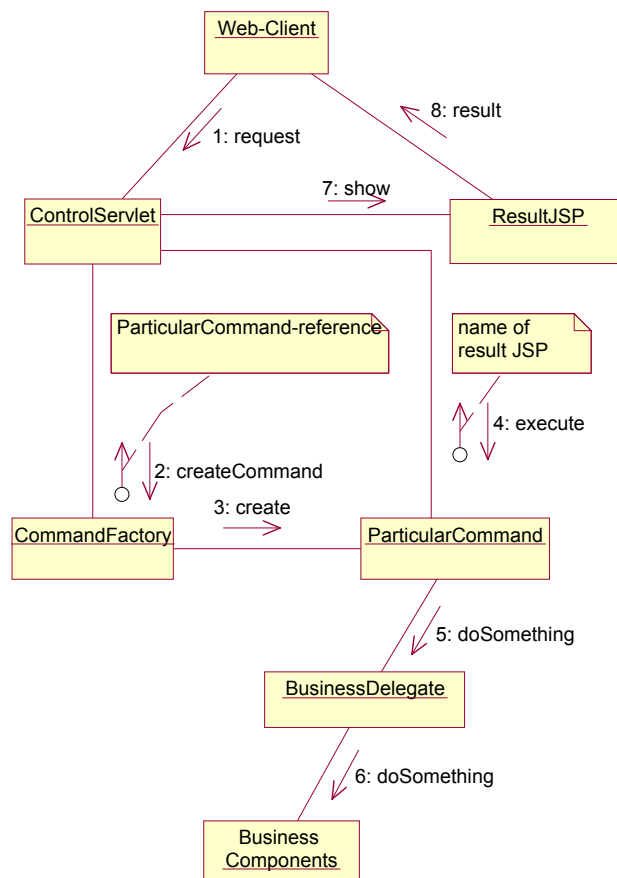 Web-Client
8: result
1: request
7: show
ControlServlet
ResultJSP
ParticularCommand-reference
name of
result JSP
4: execute
2: createCommand
3: create
CommandFactory
ParticularCommand
5: doSomething
BusinessDelegate
6: doSomething
Business
Components